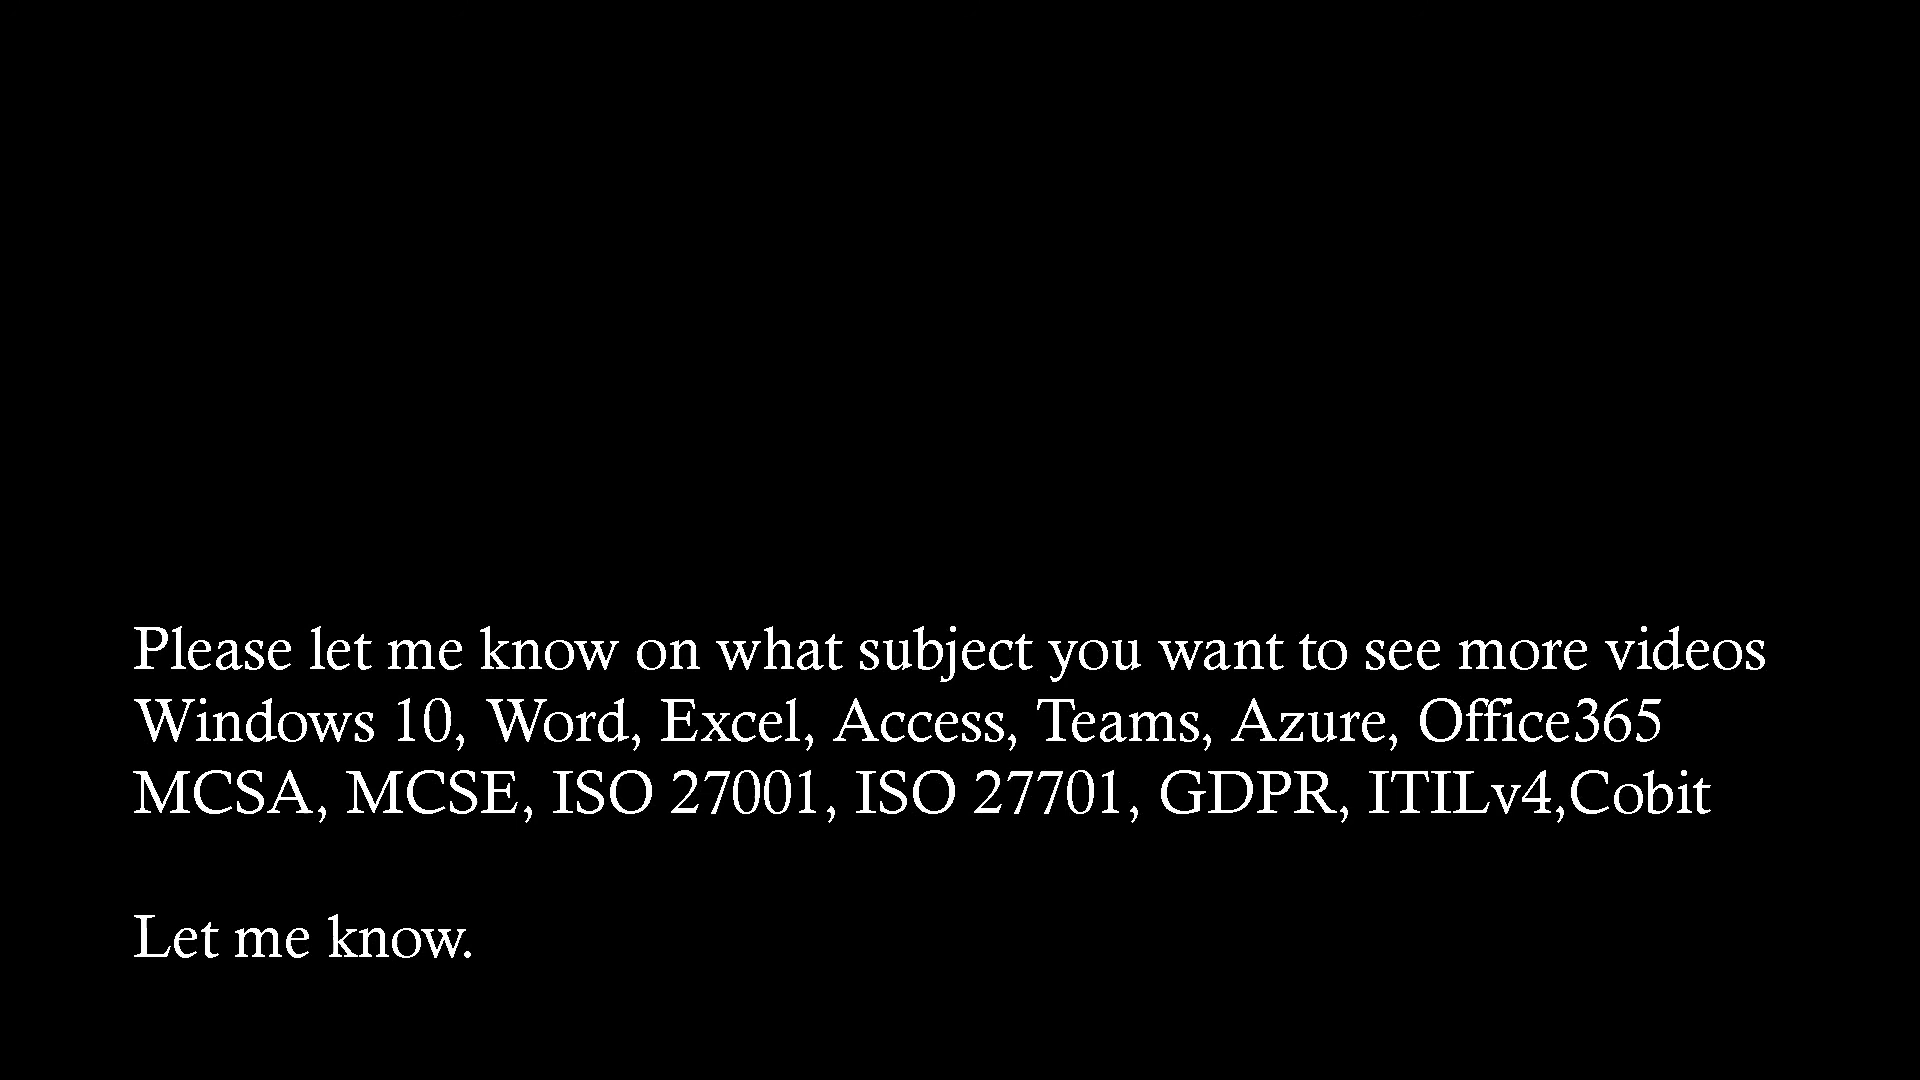 Please let me know on what subject you want to see more videos
Windows 10, Word, Excel, Access, Teams, Azure, Office365
MCSA, MCSE, ISO 27001, ISO 27701, GDPR, ITILv4,Cobit
Let me know.